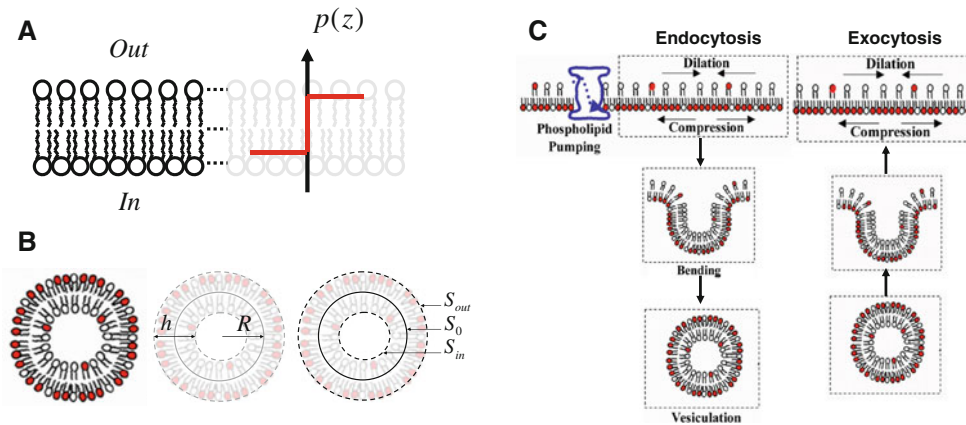 A
p(z)
Out
In
B
h
R
S_out
S_0
S_in
C
Endocytosis
Exocytosis
Dilation
Dilation
Phospholipid
Pumping
Compression
Compression
Bending
Vesiculation